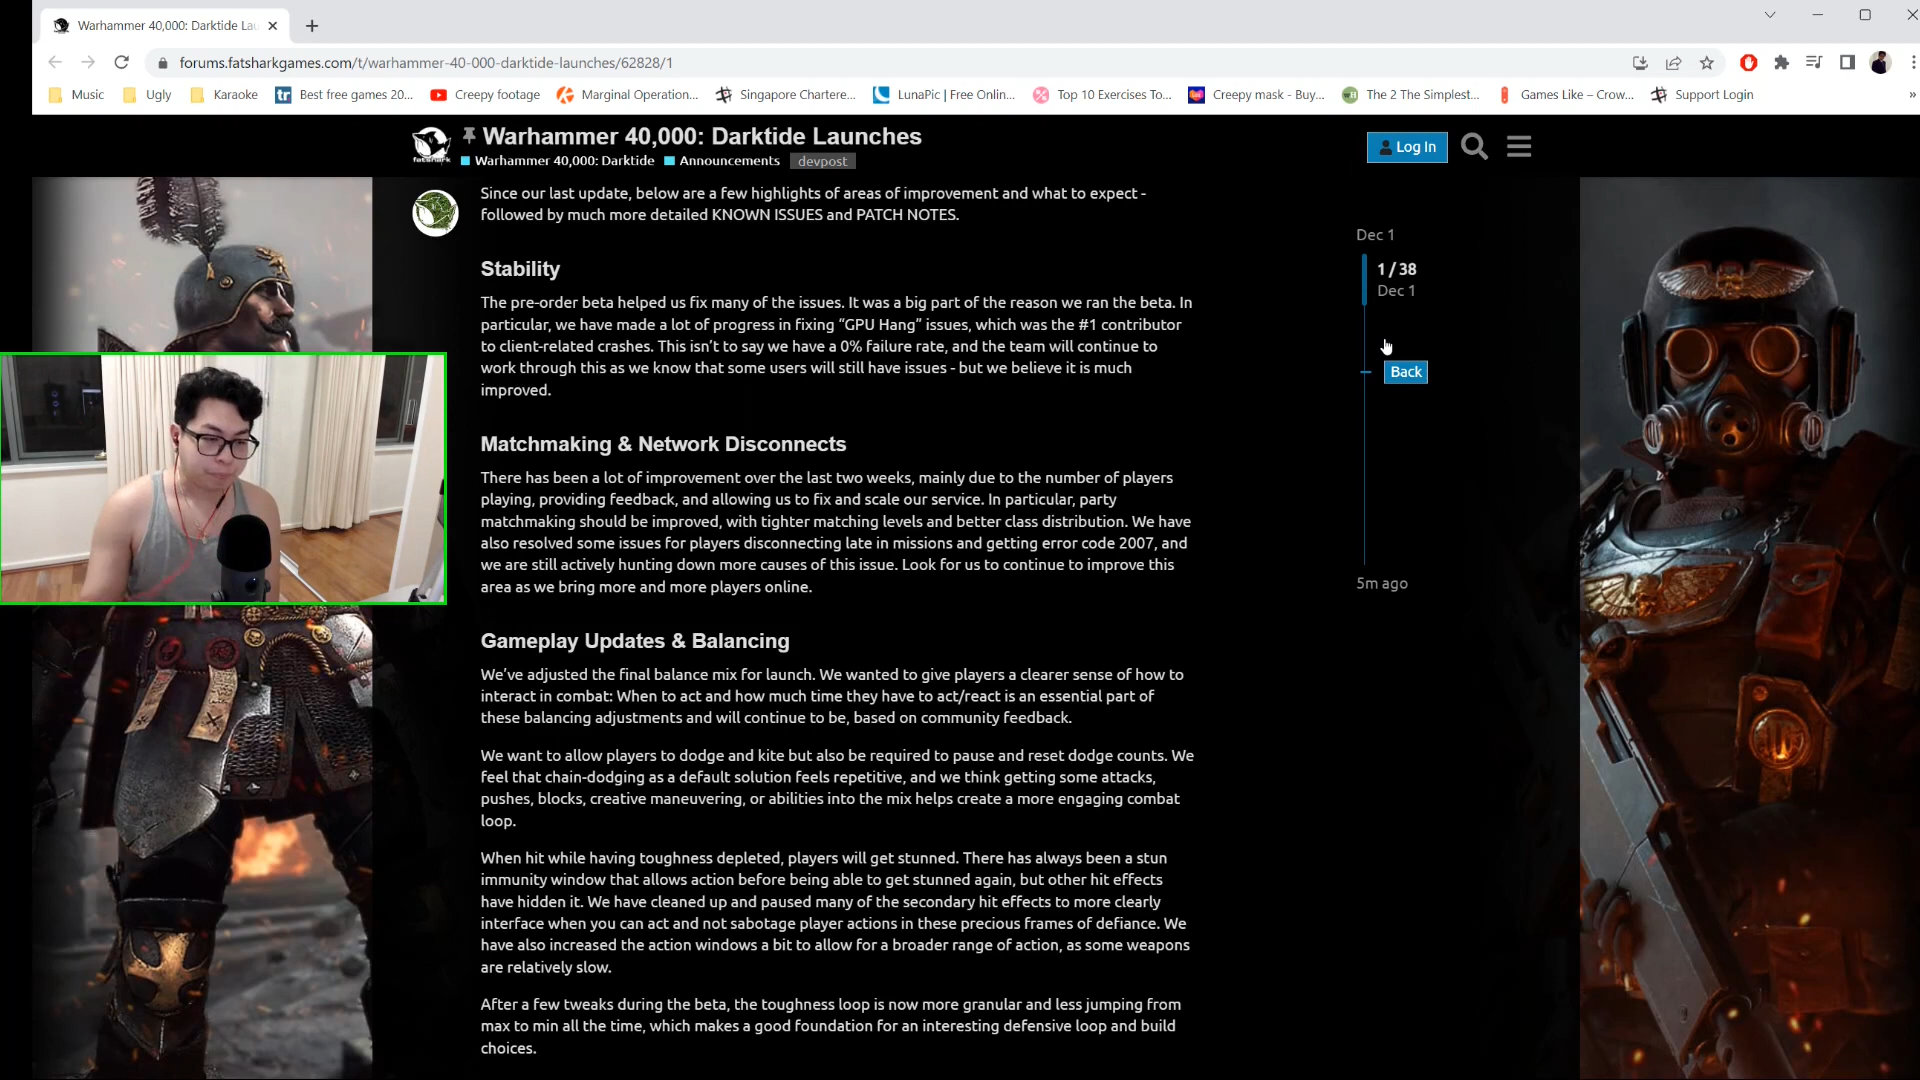 Warhammer 40,000: Darktide Lau
forums.fatsharkgames.com/t/warhammer-40-000-darktide-launches/62828/1
Music Ugly Karaoke Best free games 20... Creepy footage Marginal Operation... Singapore Chartere... LunaPic | Free Onlin... Top 10 Exercises To... Creepy mask - Buy... The 2 The Simplest... Games Like – Crow... Support Login »
Warhammer 40,000: Darktide Launches
Warhammer 40,000: Darktide Announcements devpost
Log In
fatshark
Since our last update, below are a few highlights of areas of improvement and what to expect -
followed by much more detailed KNOWN ISSUES and PATCH NOTES.
Stability
The pre-order beta helped us fix many of the issues. It was a big part of the reason we ran the beta. In
particular, we have made a lot of progress in fixing “GPU Hang” issues, which was the #1 contributor
to client-related crashes. This isn’t to say we have a 0% failure rate, and the team will continue to
work through this as we know that some users will still have issues - but we believe it is much
improved.
Matchmaking & Network Disconnects
There has been a lot of improvement over the last two weeks, mainly due to the number of players
playing, providing feedback, and allowing us to fix and scale our service. In particular, party
matchmaking should be improved, with tighter matching levels and better class distribution. We have
also resolved some issues for players disconnecting late in missions and getting error code 2007, and
we are still actively hunting down more causes of this issue. Look for us to continue to improve this
area as we bring more and more players online.
Gameplay Updates & Balancing
We’ve adjusted the final balance mix for launch. We wanted to give players a clearer sense of how to
interact in combat: When to act and how much time they have to act/react is an essential part of
these balancing adjustments and will continue to be, based on community feedback.
We want to allow players to dodge and kite but also be required to pause and reset dodge counts. We
feel that chain-dodging as a default solution feels repetitive, and we think getting some attacks,
pushes, blocks, creative maneuvering, or abilities into the mix helps create a more engaging combat
loop.
When hit while having toughness depleted, players will get stunned. There has always been a stun
immunity window that allows action before being able to get stunned again, but other hit effects
have hidden it. We have cleaned up and paused many of the secondary hit effects to more clearly
interface when you can act and not sabotage player actions in these precious frames of defiance. We
have also increased the action windows a bit to allow for a broader range of action, as some weapons
are relatively slow.
After a few tweaks during the beta, the toughness loop is now more granular and less jumping from
max to min all the time, which makes a good foundation for an interesting defensive loop and build
choices.
Dec 1
1 / 38
Dec 1
Back
5m ago